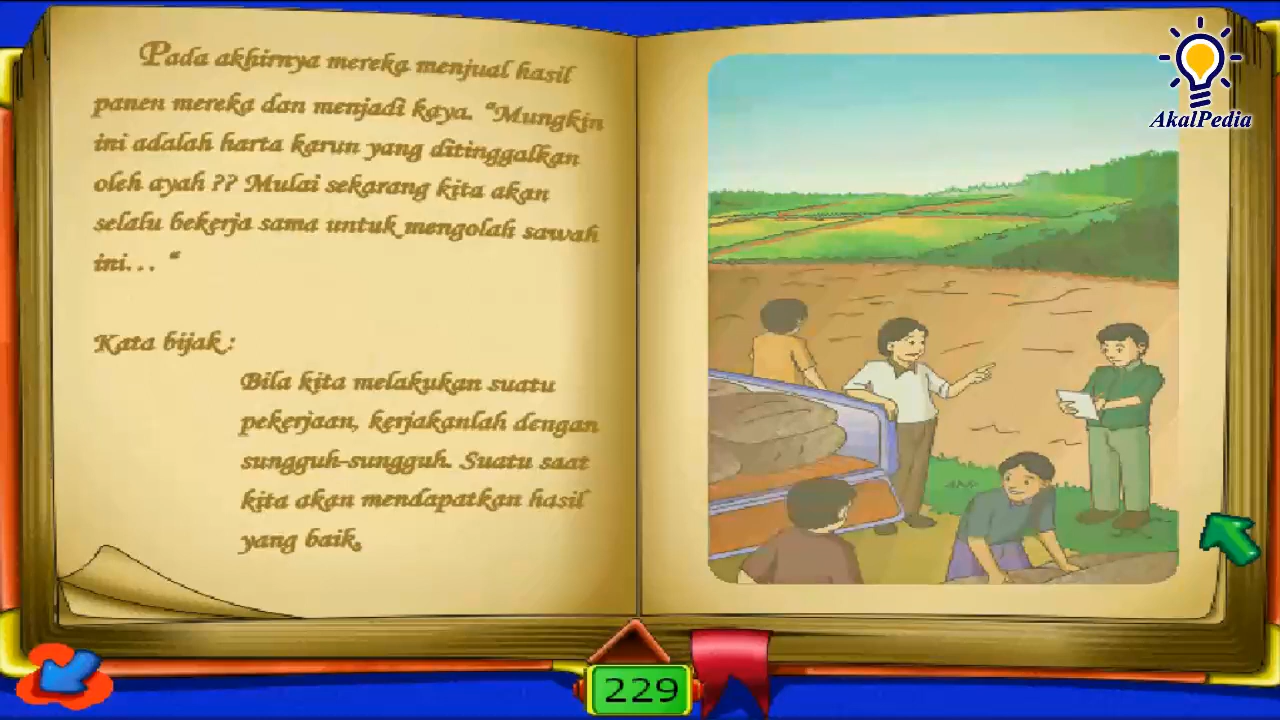 Pada akhirnya mereka menjual hasil
panen mereka dan menjadi kaya. “Mungkin
ini adalah harta karun yang ditinggalkan
oleh ayah ?? Mulai sekarang kita akan
selalu bekerja sama untuk mengolah sawah
ini. . . “
Kata bijak :
Bila kita melakukan suatu
pekerjaan, kerjakanlah dengan
sungguh-sungguh. Suatu saat
kita akan mendapatkan hasil
yang baik.
AkalPedia
229